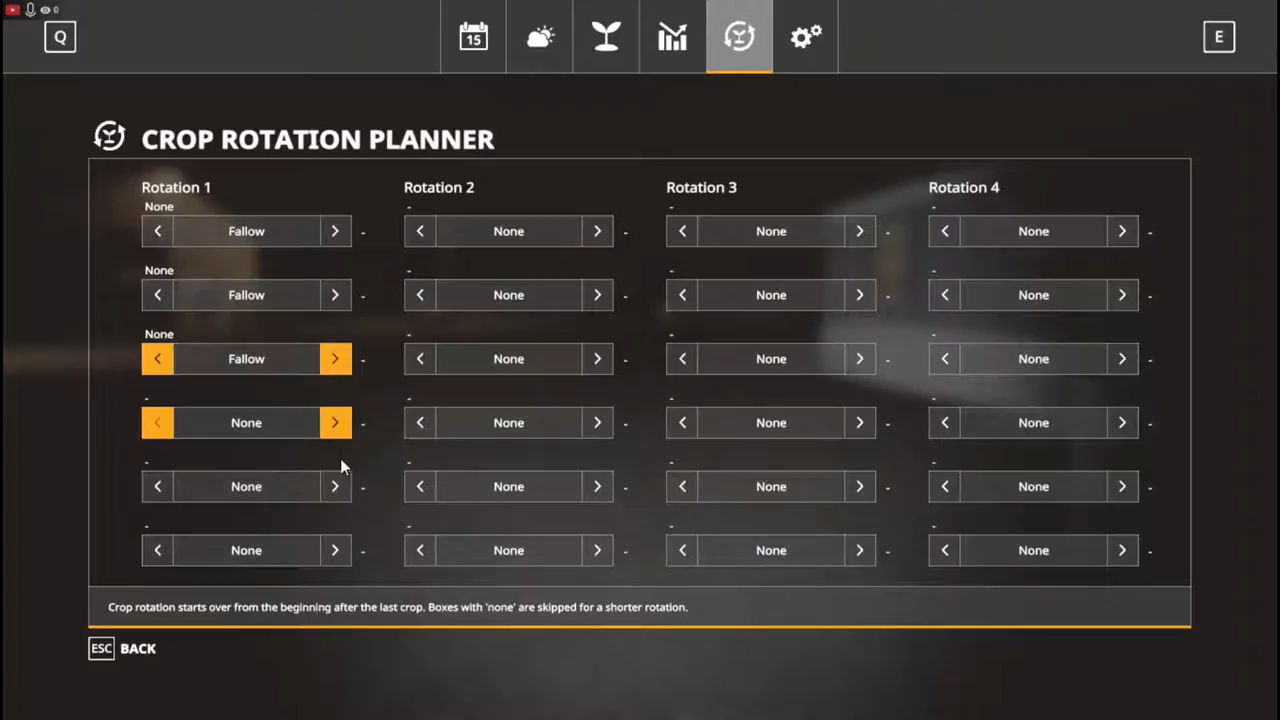 0
Q
15
E
CROP ROTATION PLANNER
Rotation 1
Rotation 2
Rotation 3
Rotation 4
None
-
-
-
< Fallow > -
< None > -
< None > -
< None > -
None
-
-
-
< Fallow > -
< None > -
< None > -
< None > -
None
-
-
-
< Fallow > -
< None > -
< None > -
< None > -
-
-
-
-
< None > -
< None > -
< None > -
< None > -
-
-
-
-
< None > -
< None > -
< None > -
< None > -
-
-
-
-
< None > -
< None > -
< None > -
< None > -
Crop rotation starts over from the beginning after the last crop. Boxes with 'none' are skipped for a shorter rotation.
ESC BACK